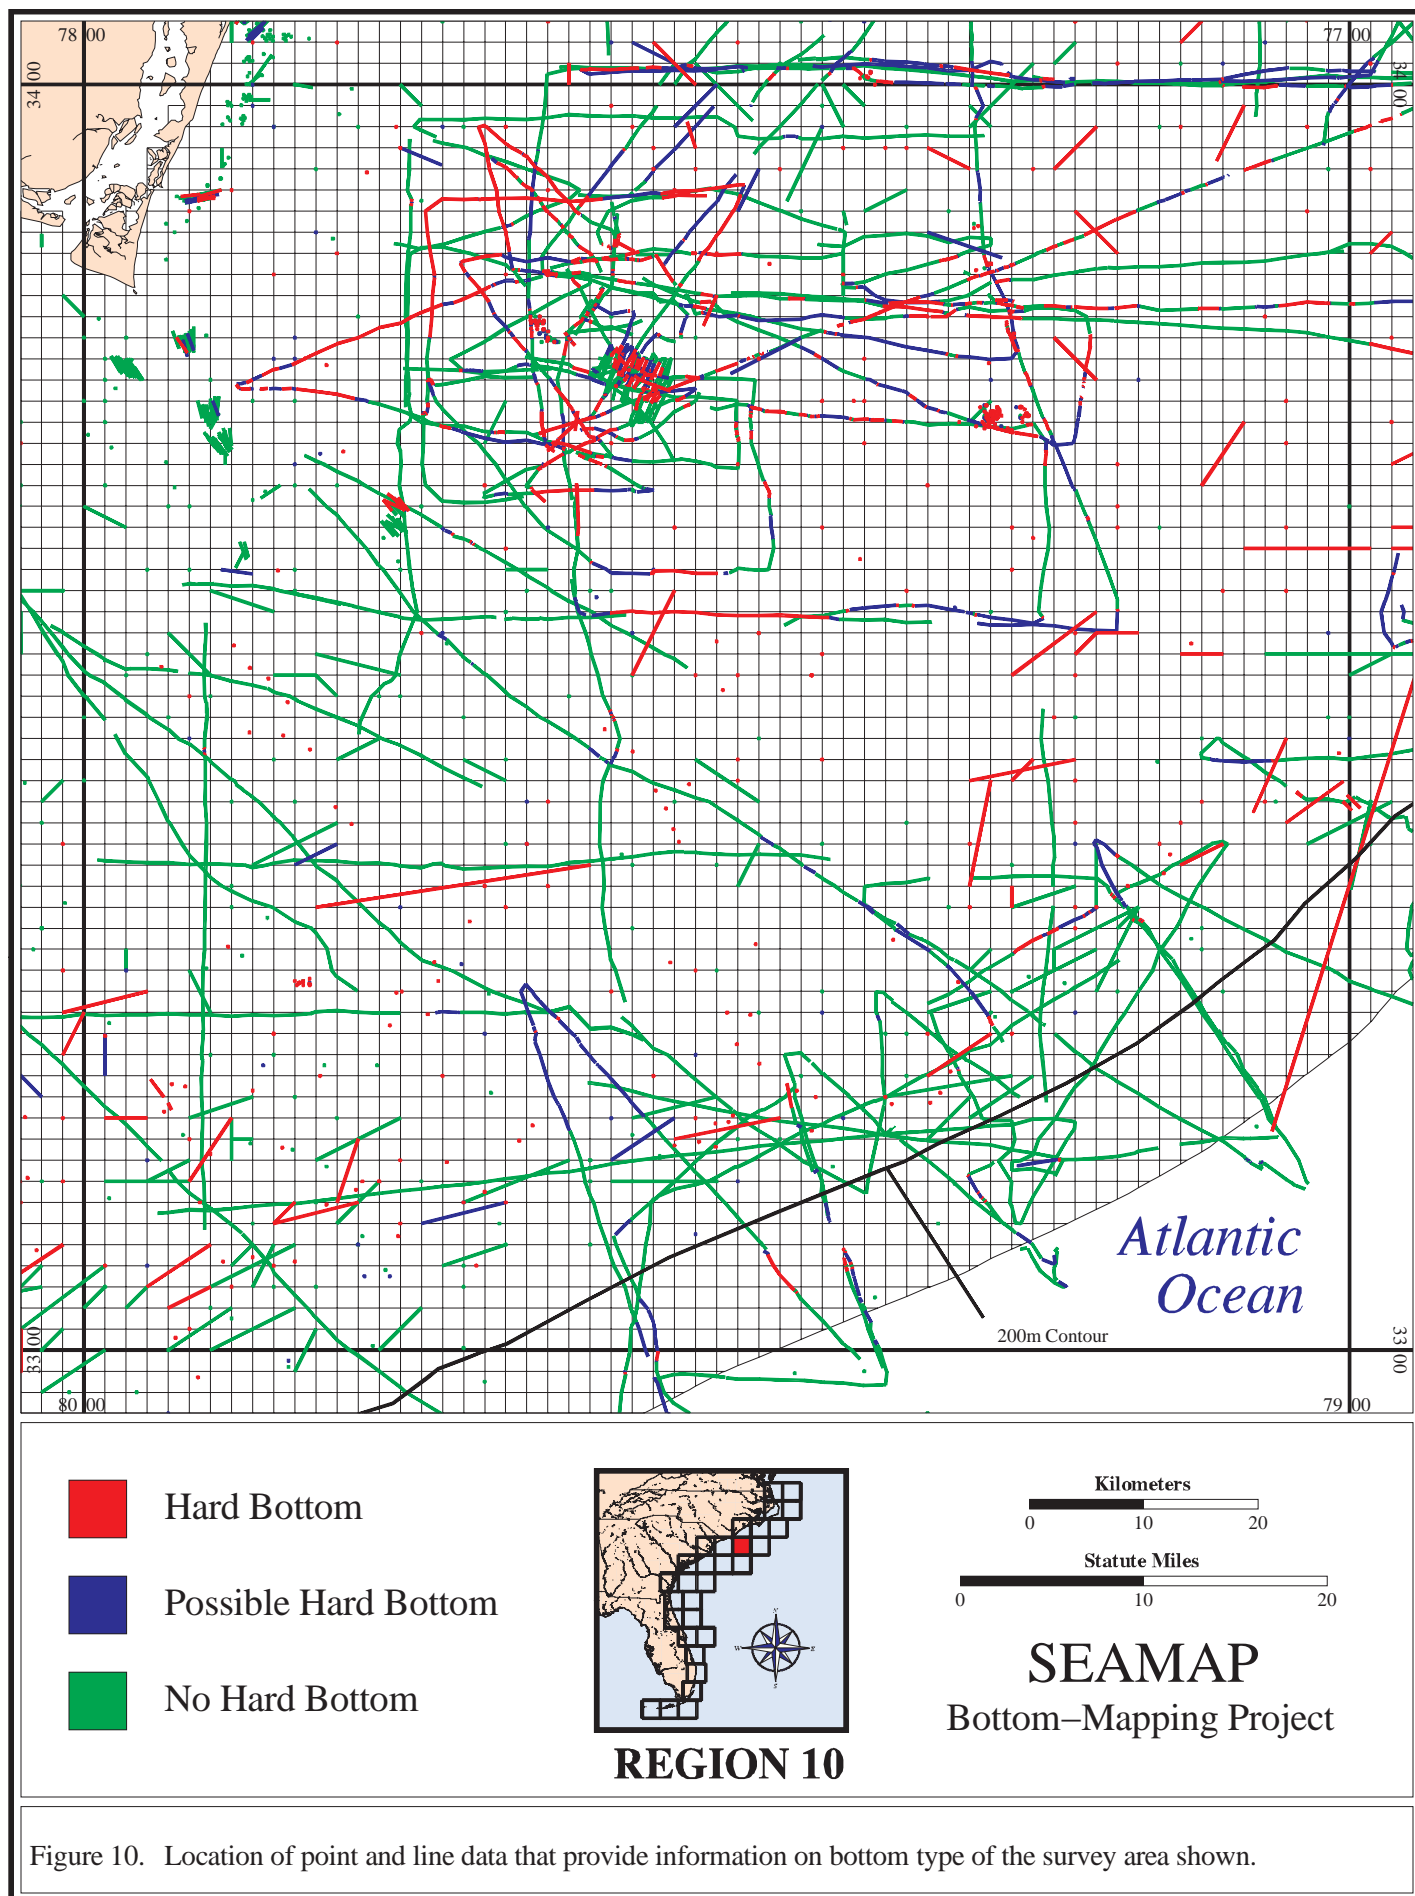 78 00
77 00
34 00
34 00
Atlantic
Ocean
200m Contour
33 00
33 00
80 00
79 00
Hard Bottom
Possible Hard Bottom
No Hard Bottom
REGION 10
Kilometers
0 10 20
Statute Miles
0 10 20
SEAMAP
Bottom–Mapping Project
Figure 10. Location of point and line data that provide information on bottom type of the survey area shown.